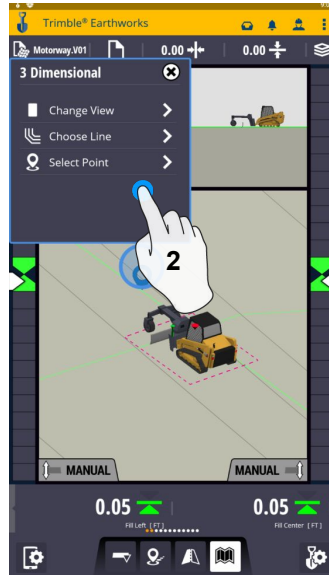 Trimble® Earthworks
Motorway.V01
0.00
0.00
3 Dimensional
Change View
Choose Line
Select Point
2
MANUAL
MANUAL
0.05
0.05
Fill Left [FT]
Fill Center [FT]